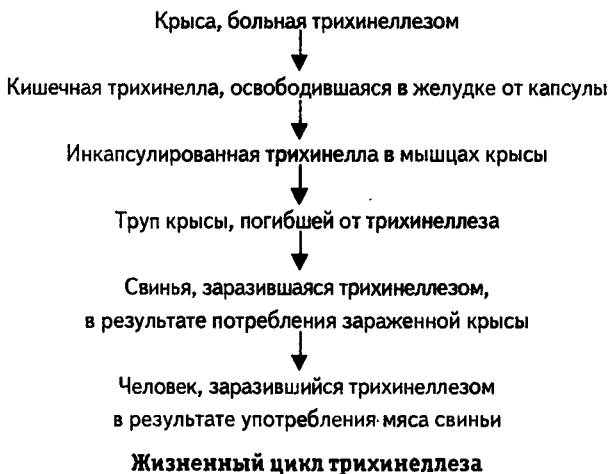 Крыса, больная трихинеллезом
Кишечная трихинелла, освободившаяся в желудке от капсулы
Инкапсулированная трихинелла в мышцах крысы
Труп крысы, погибшей от трихинеллеза
Свинья, заразившаяся трихинеллезом,
в результате потребления зараженной крысы
Человек, заразившийся трихинеллезом
в результате употребления мяса свиньи
Жизненный цикл трихинеллеза